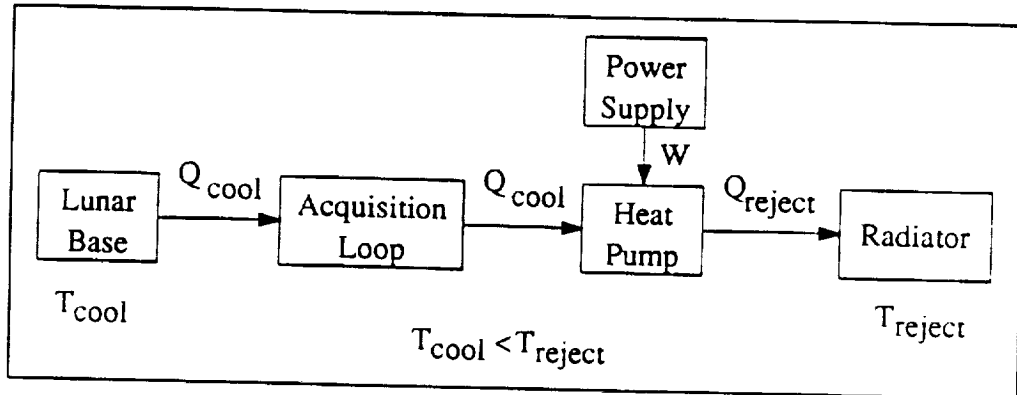 Power
Supply
W
Q cool
Q cool
Q reject
Lunar
Base
Acquisition
Loop
Heat
Pump
Radiator
T cool
T reject
T cool < T reject